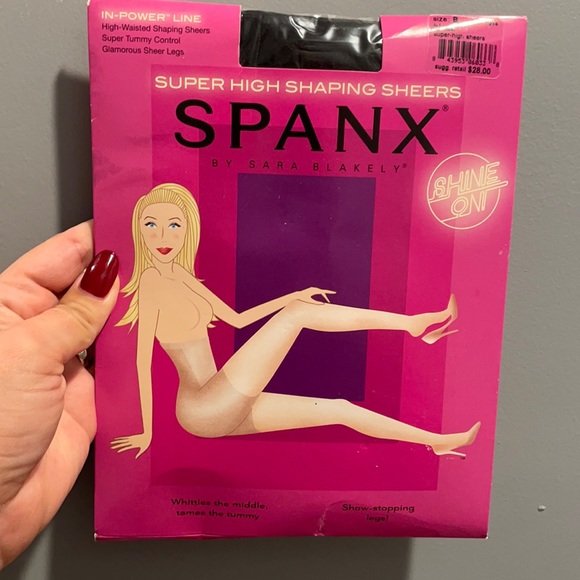 IN-POWER™ LINE
High-Waisted Shaping Sheers
Super Tummy Control
Glamorous Sheer Legs
size: B
super-high sheers
sugg. retail $28.00
SUPER HIGH SHAPING SHEERS
SPANX®
BY SARA BLAKELY®
SHINE
ON!
Whittles the middle,
tames the tummy
Show-stopping
legs!